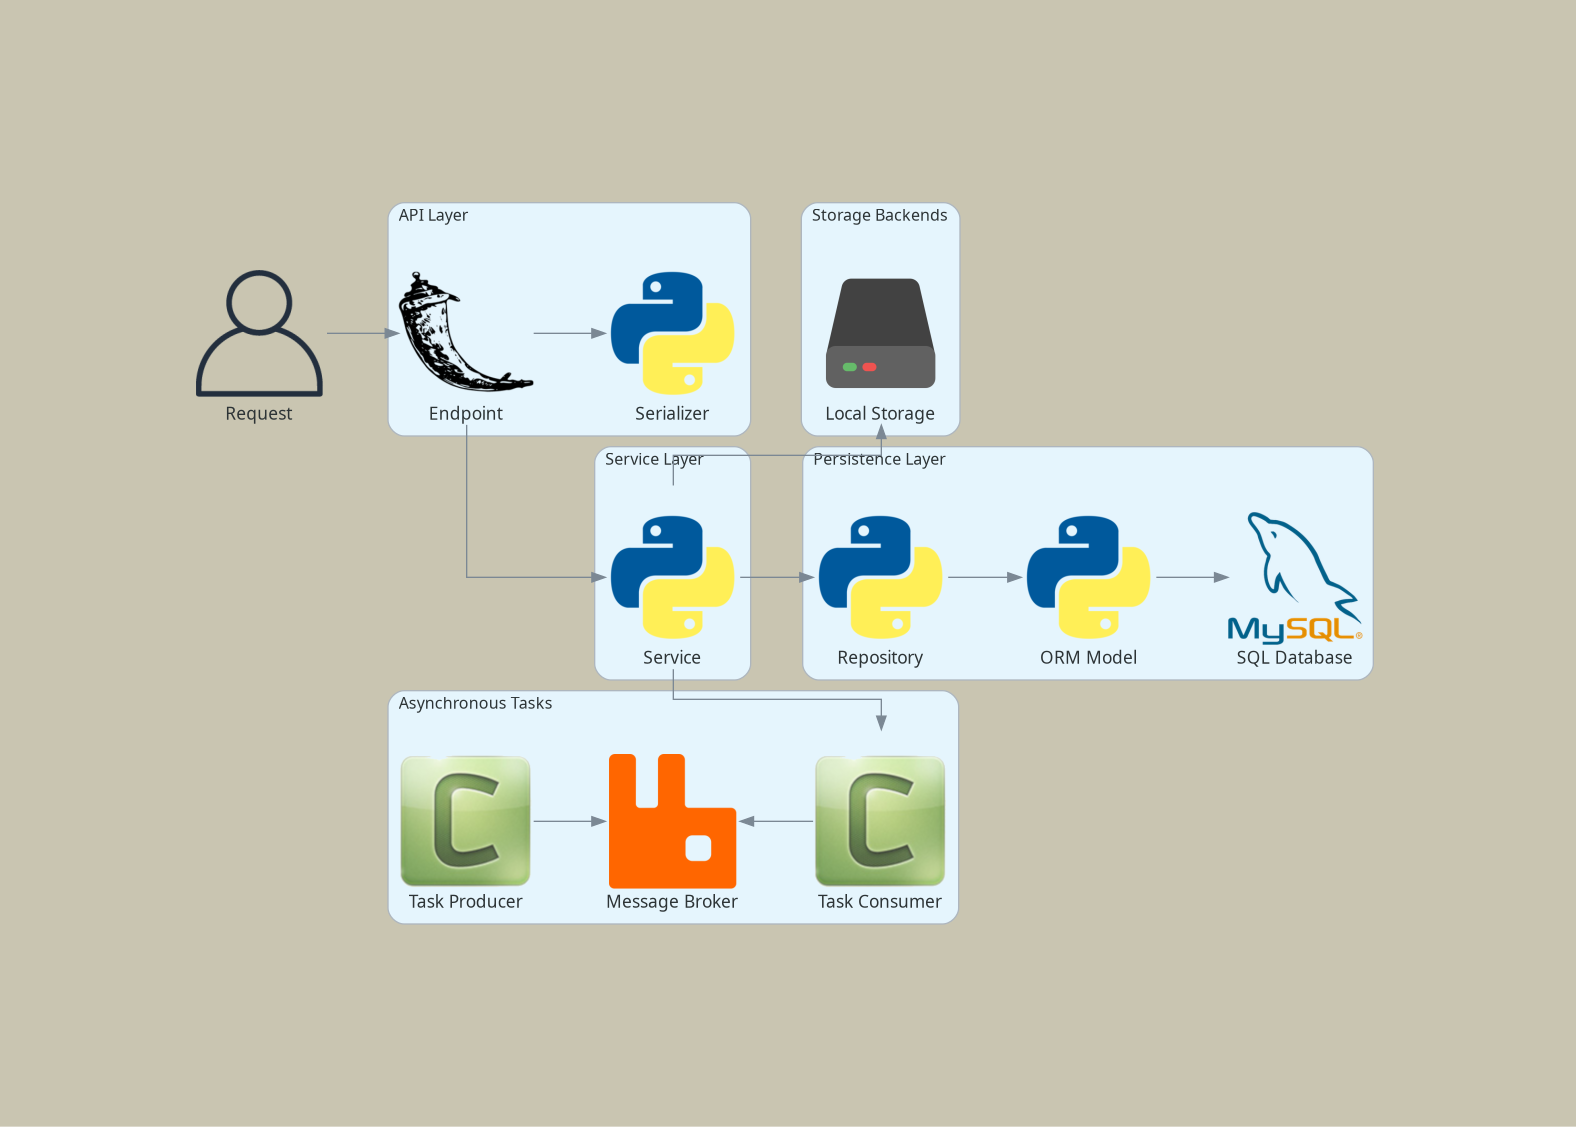 API Layer
Storage Backends
Request
Endpoint
Serializer
Local Storage
Service Layer
Persistence Layer
MySQL®
Service
Repository
ORM Model
SQL Database
Asynchronous Tasks
Task Producer
Message Broker
Task Consumer